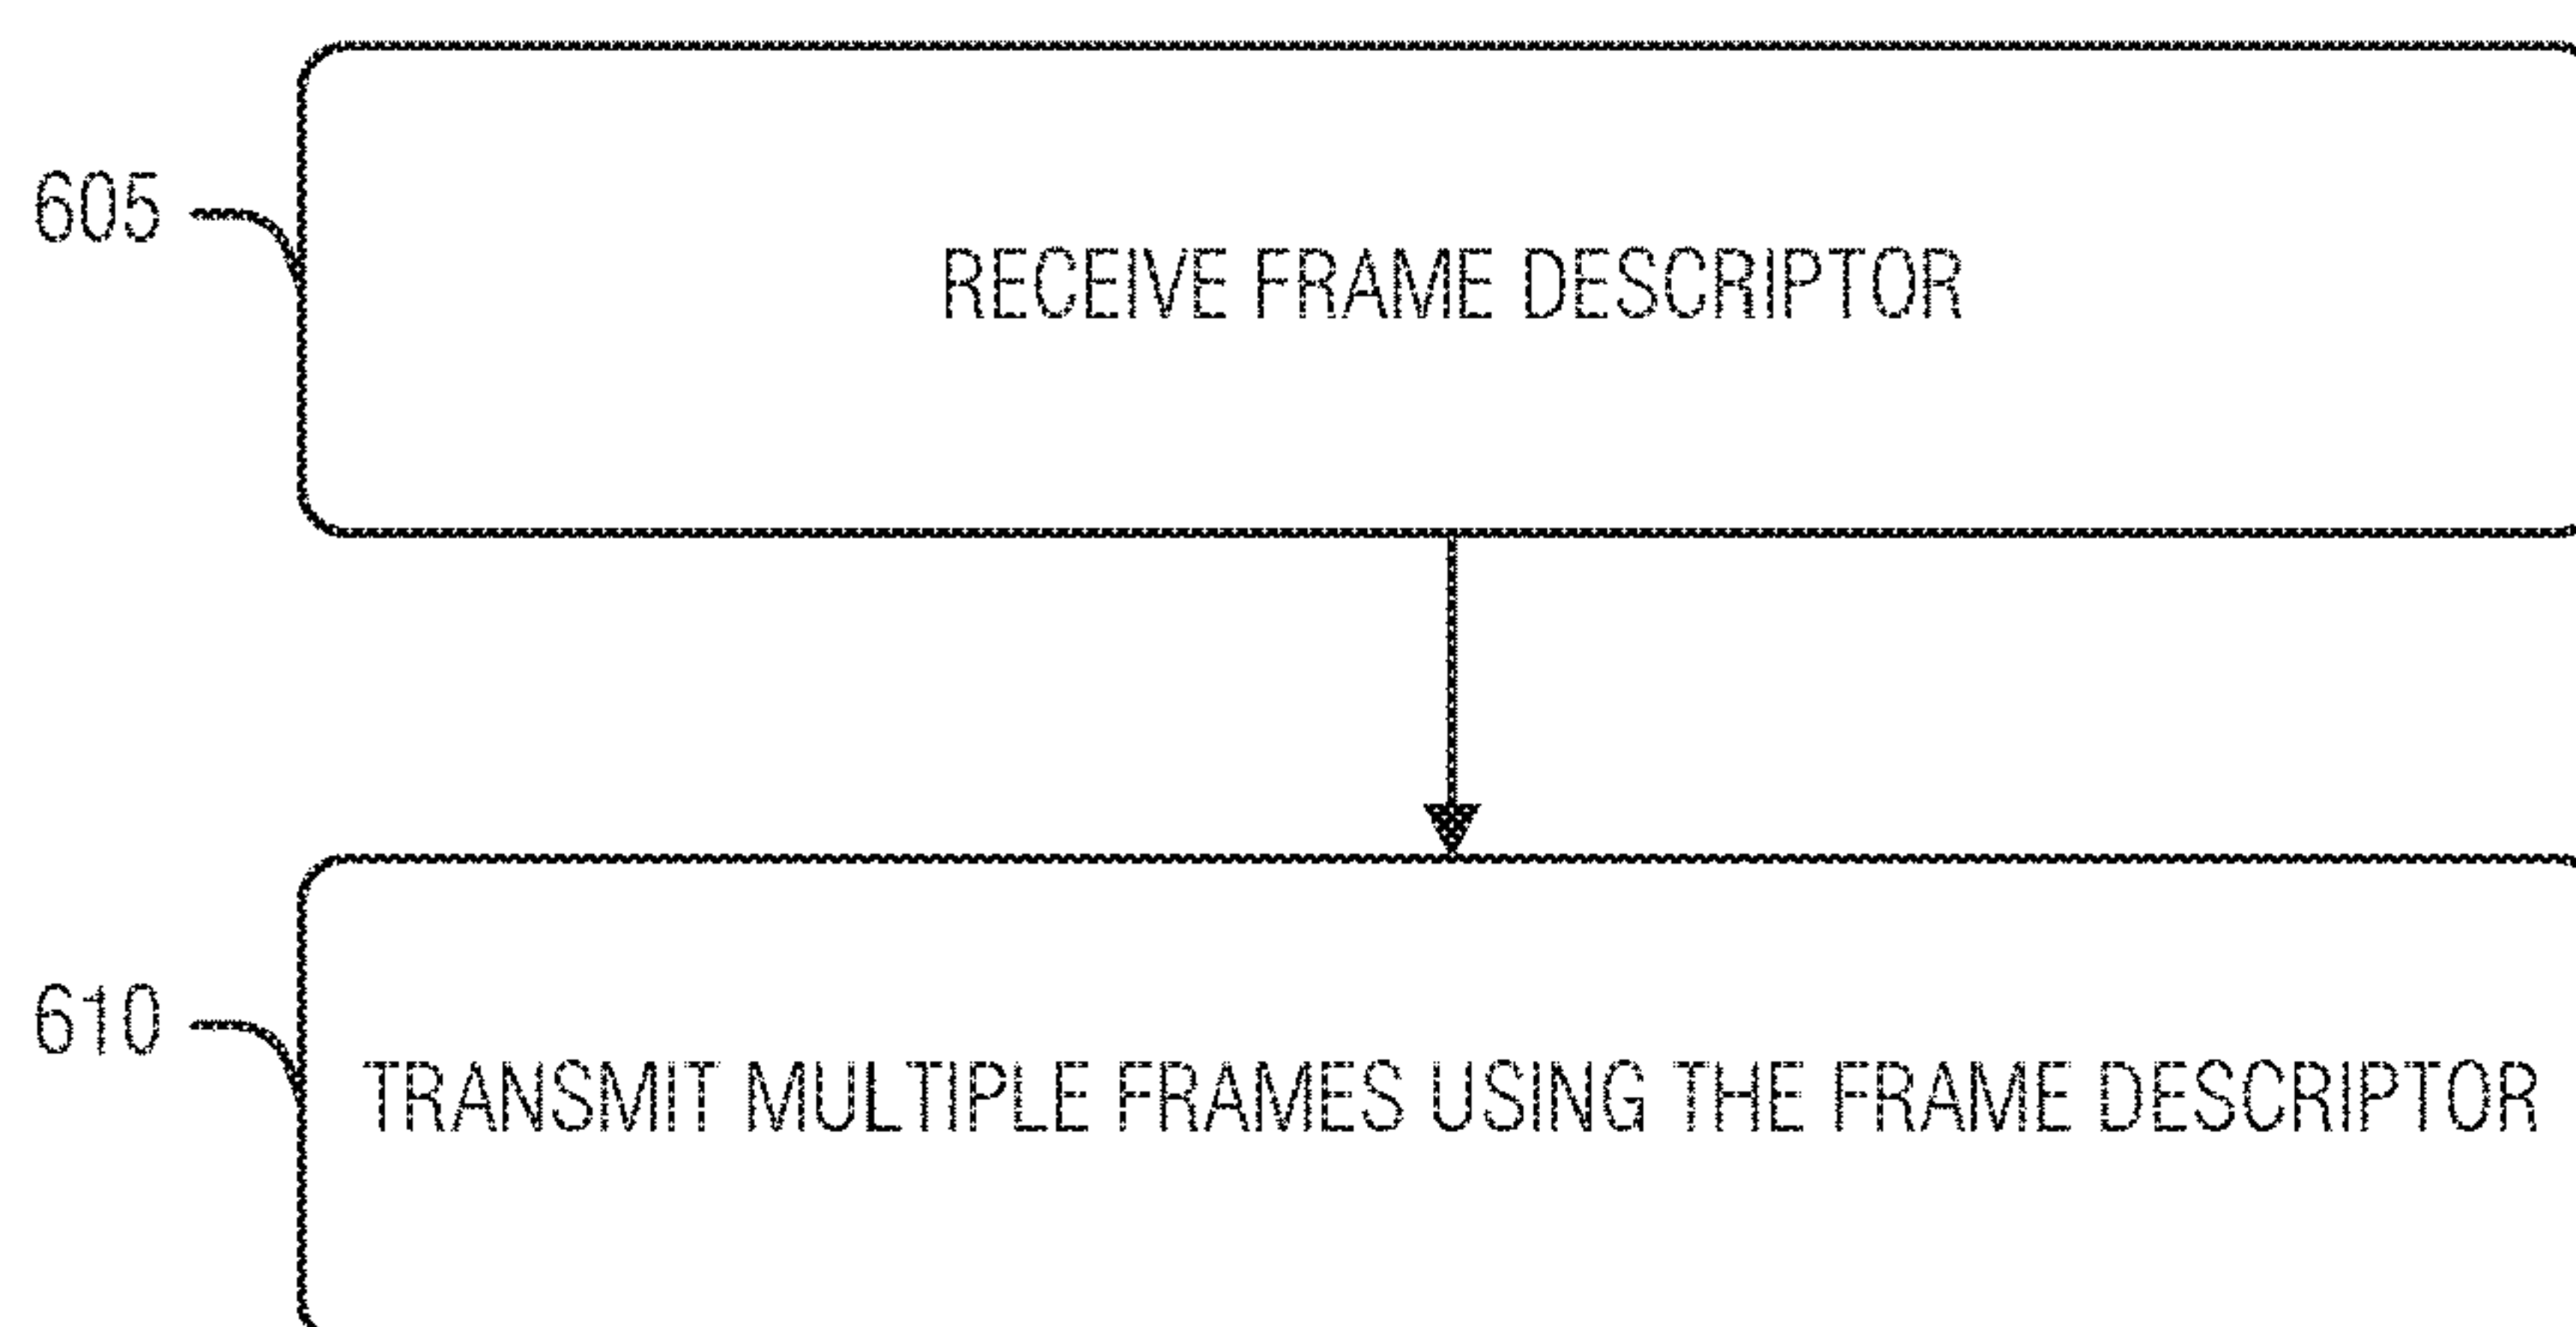 605
RECEIVE FRAME DESCRIPTOR
610
TRANSMIT MULTIPLE FRAMES USING THE FRAME DESCRIPTOR